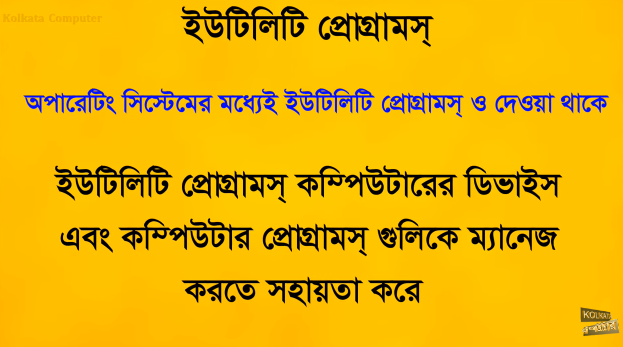 Kolkata Computer
ইউটিলিটি প্রোগ্রামস্
অপারেটিং সিস্টেমের মধ্যেই ইউটিলিটি প্রোগ্রামস্ ও দেওয়া থাকে
ইউটিলিটি প্রোগ্রামস্ কম্পিউটারের ডিভাইস
এবং কম্পিউটার প্রোগ্রামস্ গুলিকে ম্যানেজ
করতে সহায়তা করে
KOLKATA